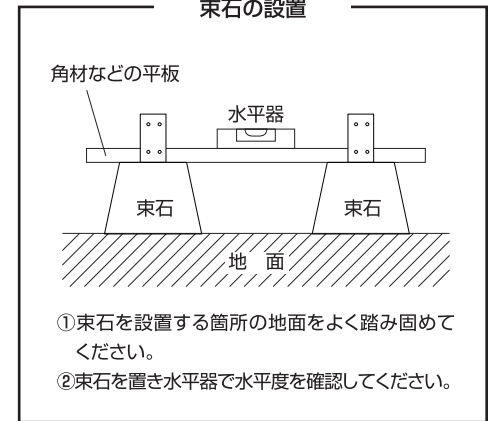 束石の設置
角材などの平板
水平器
束石 束石
地 面
①束石を設置する箇所の地面をよく踏み固めて
ください。
②束石を置き水平器で水平度を確認してください。